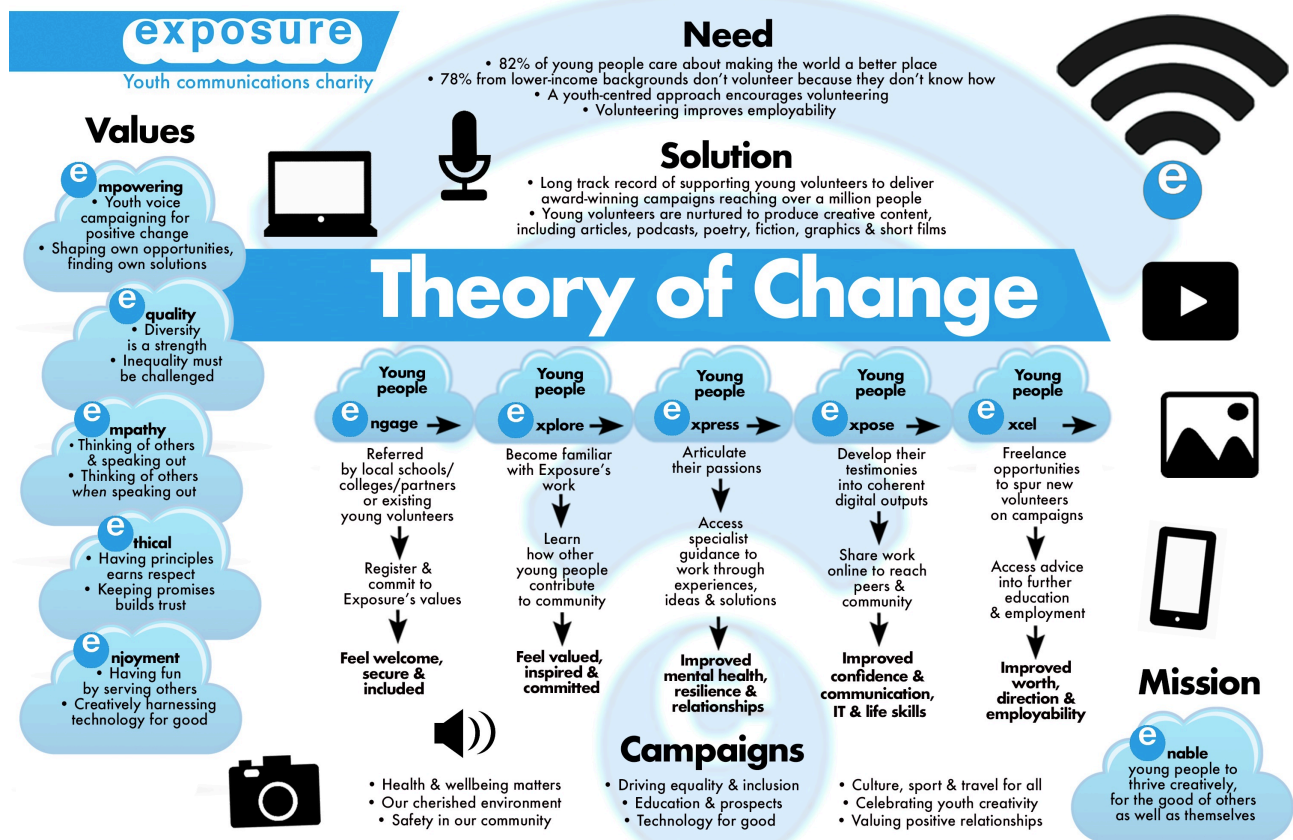 exposure
Youth communications charity
Need
• 82% of young people care about making the world a better place
• 78% from lower-income backgrounds don't volunteer because they don't know how
• A youth-centred approach encourages volunteering
• Volunteering improves employability
Solution
• Long track record of supporting young volunteers to deliver
award-winning campaigns reaching over a million people
• Young volunteers are nurtured to produce creative content,
including articles, podcasts, poetry, fiction, graphics & short films
e
Values
empowering
• Youth voice
campaigning for
positive change
• Shaping own opportunities,
finding own solutions
equality
• Diversity
is a strength
• Inequality must
be challenged
empathy
• Thinking of others
& speaking out
• Thinking of others
when speaking out
ethical
• Having principles
earns respect
• Keeping promises
builds trust
enjoyment
• Having fun
by serving others
• Creatively harnessing
technology for good
Theory of Change
Young
people
engage
Referred
by local schools/
colleges/partners
or existing
young volunteers
Register &
commit to
Exposure's values
Feel welcome,
secure &
included
Young
people
explore
Become familiar
with Exposure's
work
Learn
how other
young people
contribute
to community
Feel valued,
inspired &
committed
Young
people
express
Articulate
their passions
Access
specialist
guidance to
work through
experiences,
ideas & solutions
Improved
mental health,
resilience &
relationships
Young
people
expose
Develop their
testimonies
into coherent
digital outputs
Share work
online to reach
peers &
community
Improved
confidence &
communication,
IT & life skills
Young
people
excel
Freelance
opportunities
to spur new
volunteers
on campaigns
Access advice
into further
education
& employment
Improved
worth,
direction &
employability
Campaigns
• Health & wellbeing matters
• Our cherished environment
• Safety in our community
• Driving equality & inclusion
• Education & prospects
• Technology for good
• Culture, sport & travel for all
• Celebrating youth creativity
• Valuing positive relationships
Mission
enable
young people to
thrive creatively,
for the good of others
as well as themselves